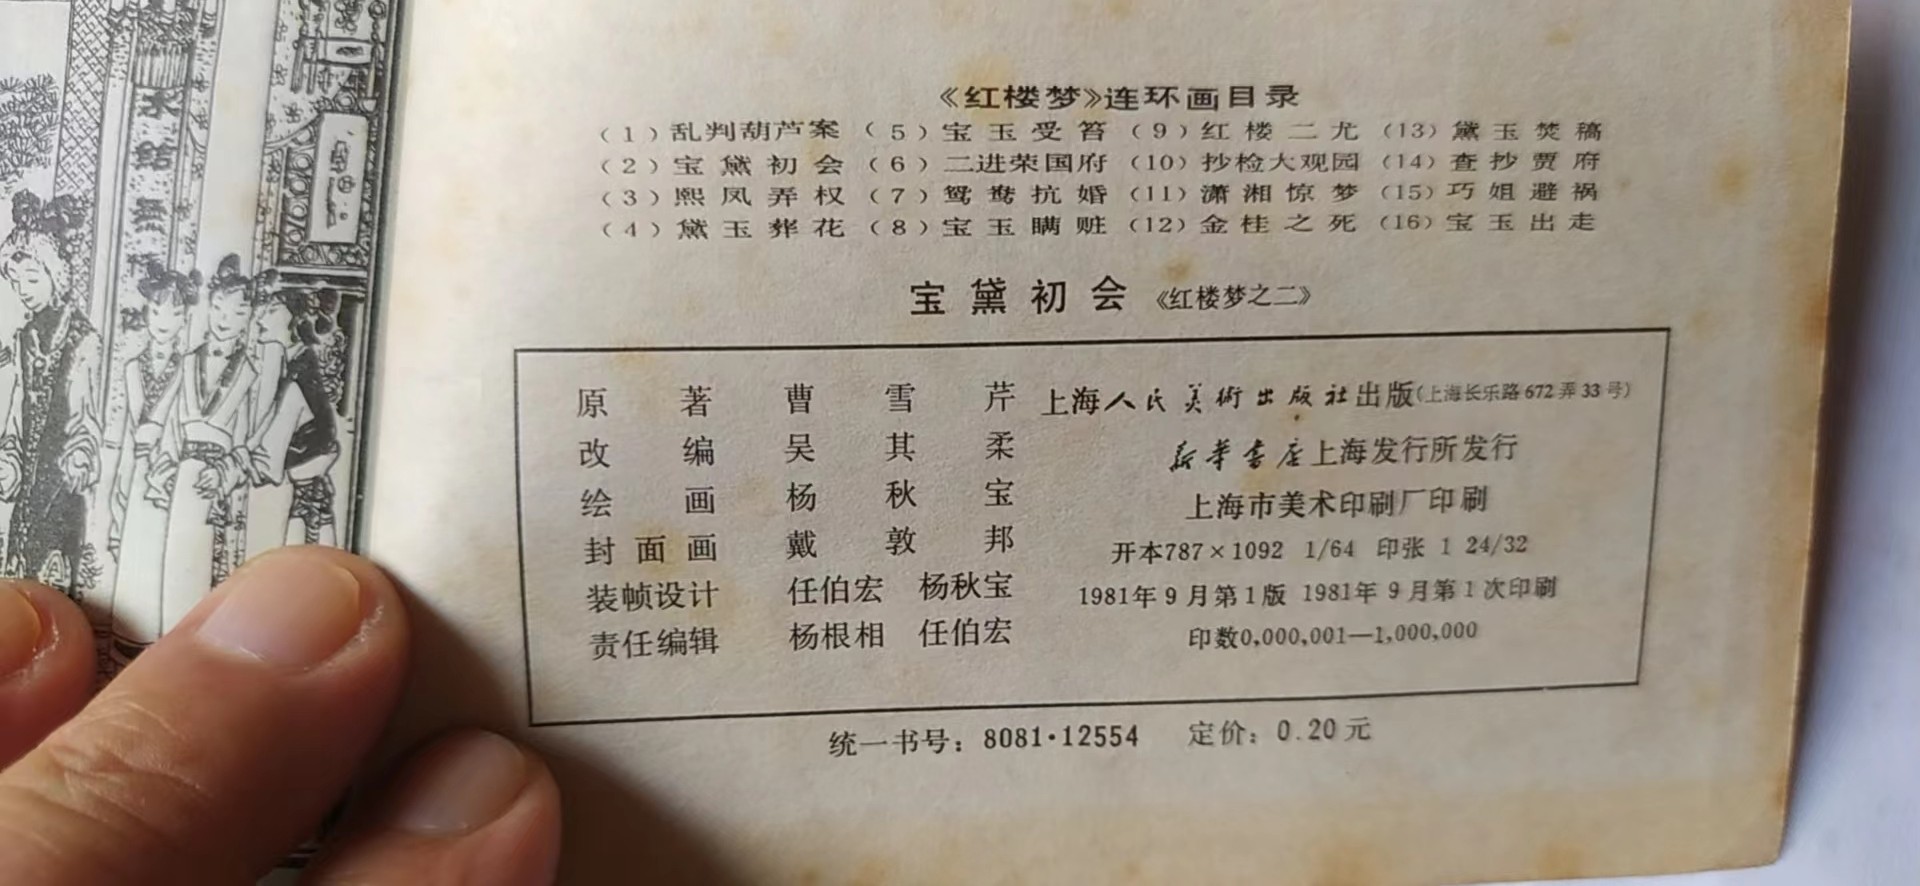 水结無
《红楼梦》连环画目录
(1)乱判葫芦案 (5)宝玉受笞 (9)红楼二尤 (13)黛玉焚稿
(2)宝黛初会 (6)二进荣国府 (10)抄检大观园 (14)查抄贾府
(3)熙凤弄权 (7)鸳鸯抗婚 (11)潇湘惊梦 (15)巧姐避祸
(4)黛玉葬花 (8)宝玉瞒赃 (12)金桂之死 (16)宝玉出走
宝黛初会 《红楼梦之二》
原著 曹雪芹
改编 吴其柔
绘画 杨秋宝
封面画 戴敦邦
装帧设计 任伯宏 杨秋宝
责任编辑 杨根相 任伯宏
上海人民美術出版社出版(上海长乐路672弄33号)
新华書店上海发行所发行
上海市美术印刷厂印刷
开本787×1092 1/64 印张 1 24/32
1981年9月第1版 1981年9月第1次印刷
印数0,000,001—1,000,000
统一书号：8081·12554 定价：0.20元